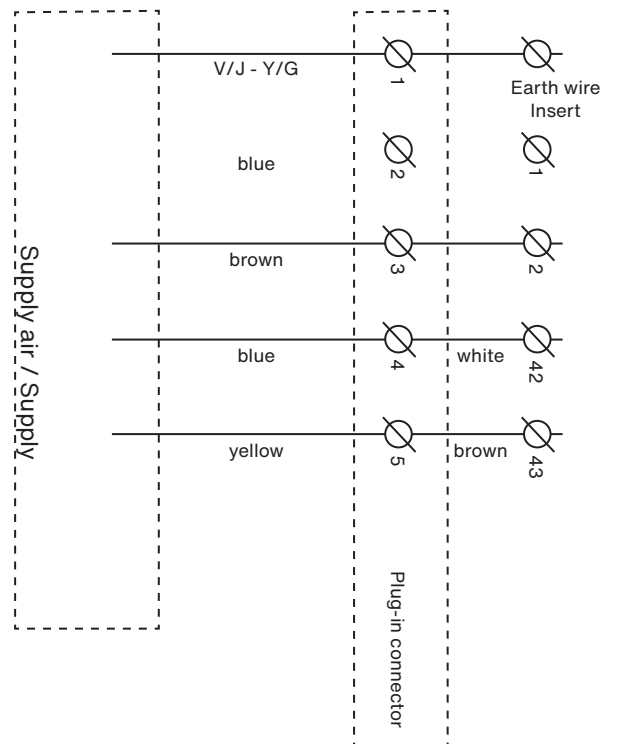 V/J - Y/G
1
Earth wire
Insert
blue
2
1
brown
3
2
blue
4
white
42
yellow
5
brown
43
Supply air / Supply
Plug-in connector